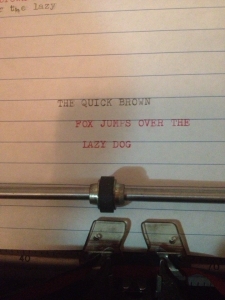 the lazy
THE QUICK BROWN
FOX JUMPS OVER THE
LAZY DOG